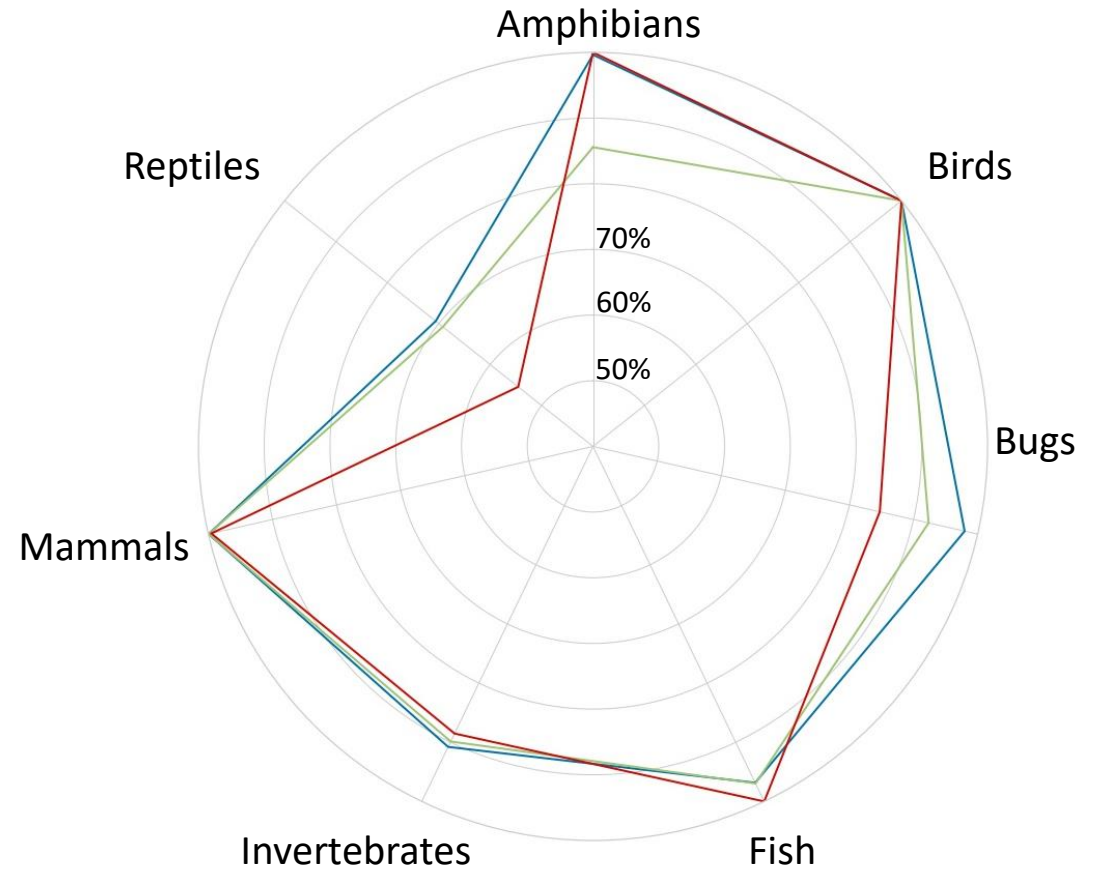 Amphibians
Reptiles
Birds
70%
60%
50%
Bugs
Mammals
Invertebrates
Fish